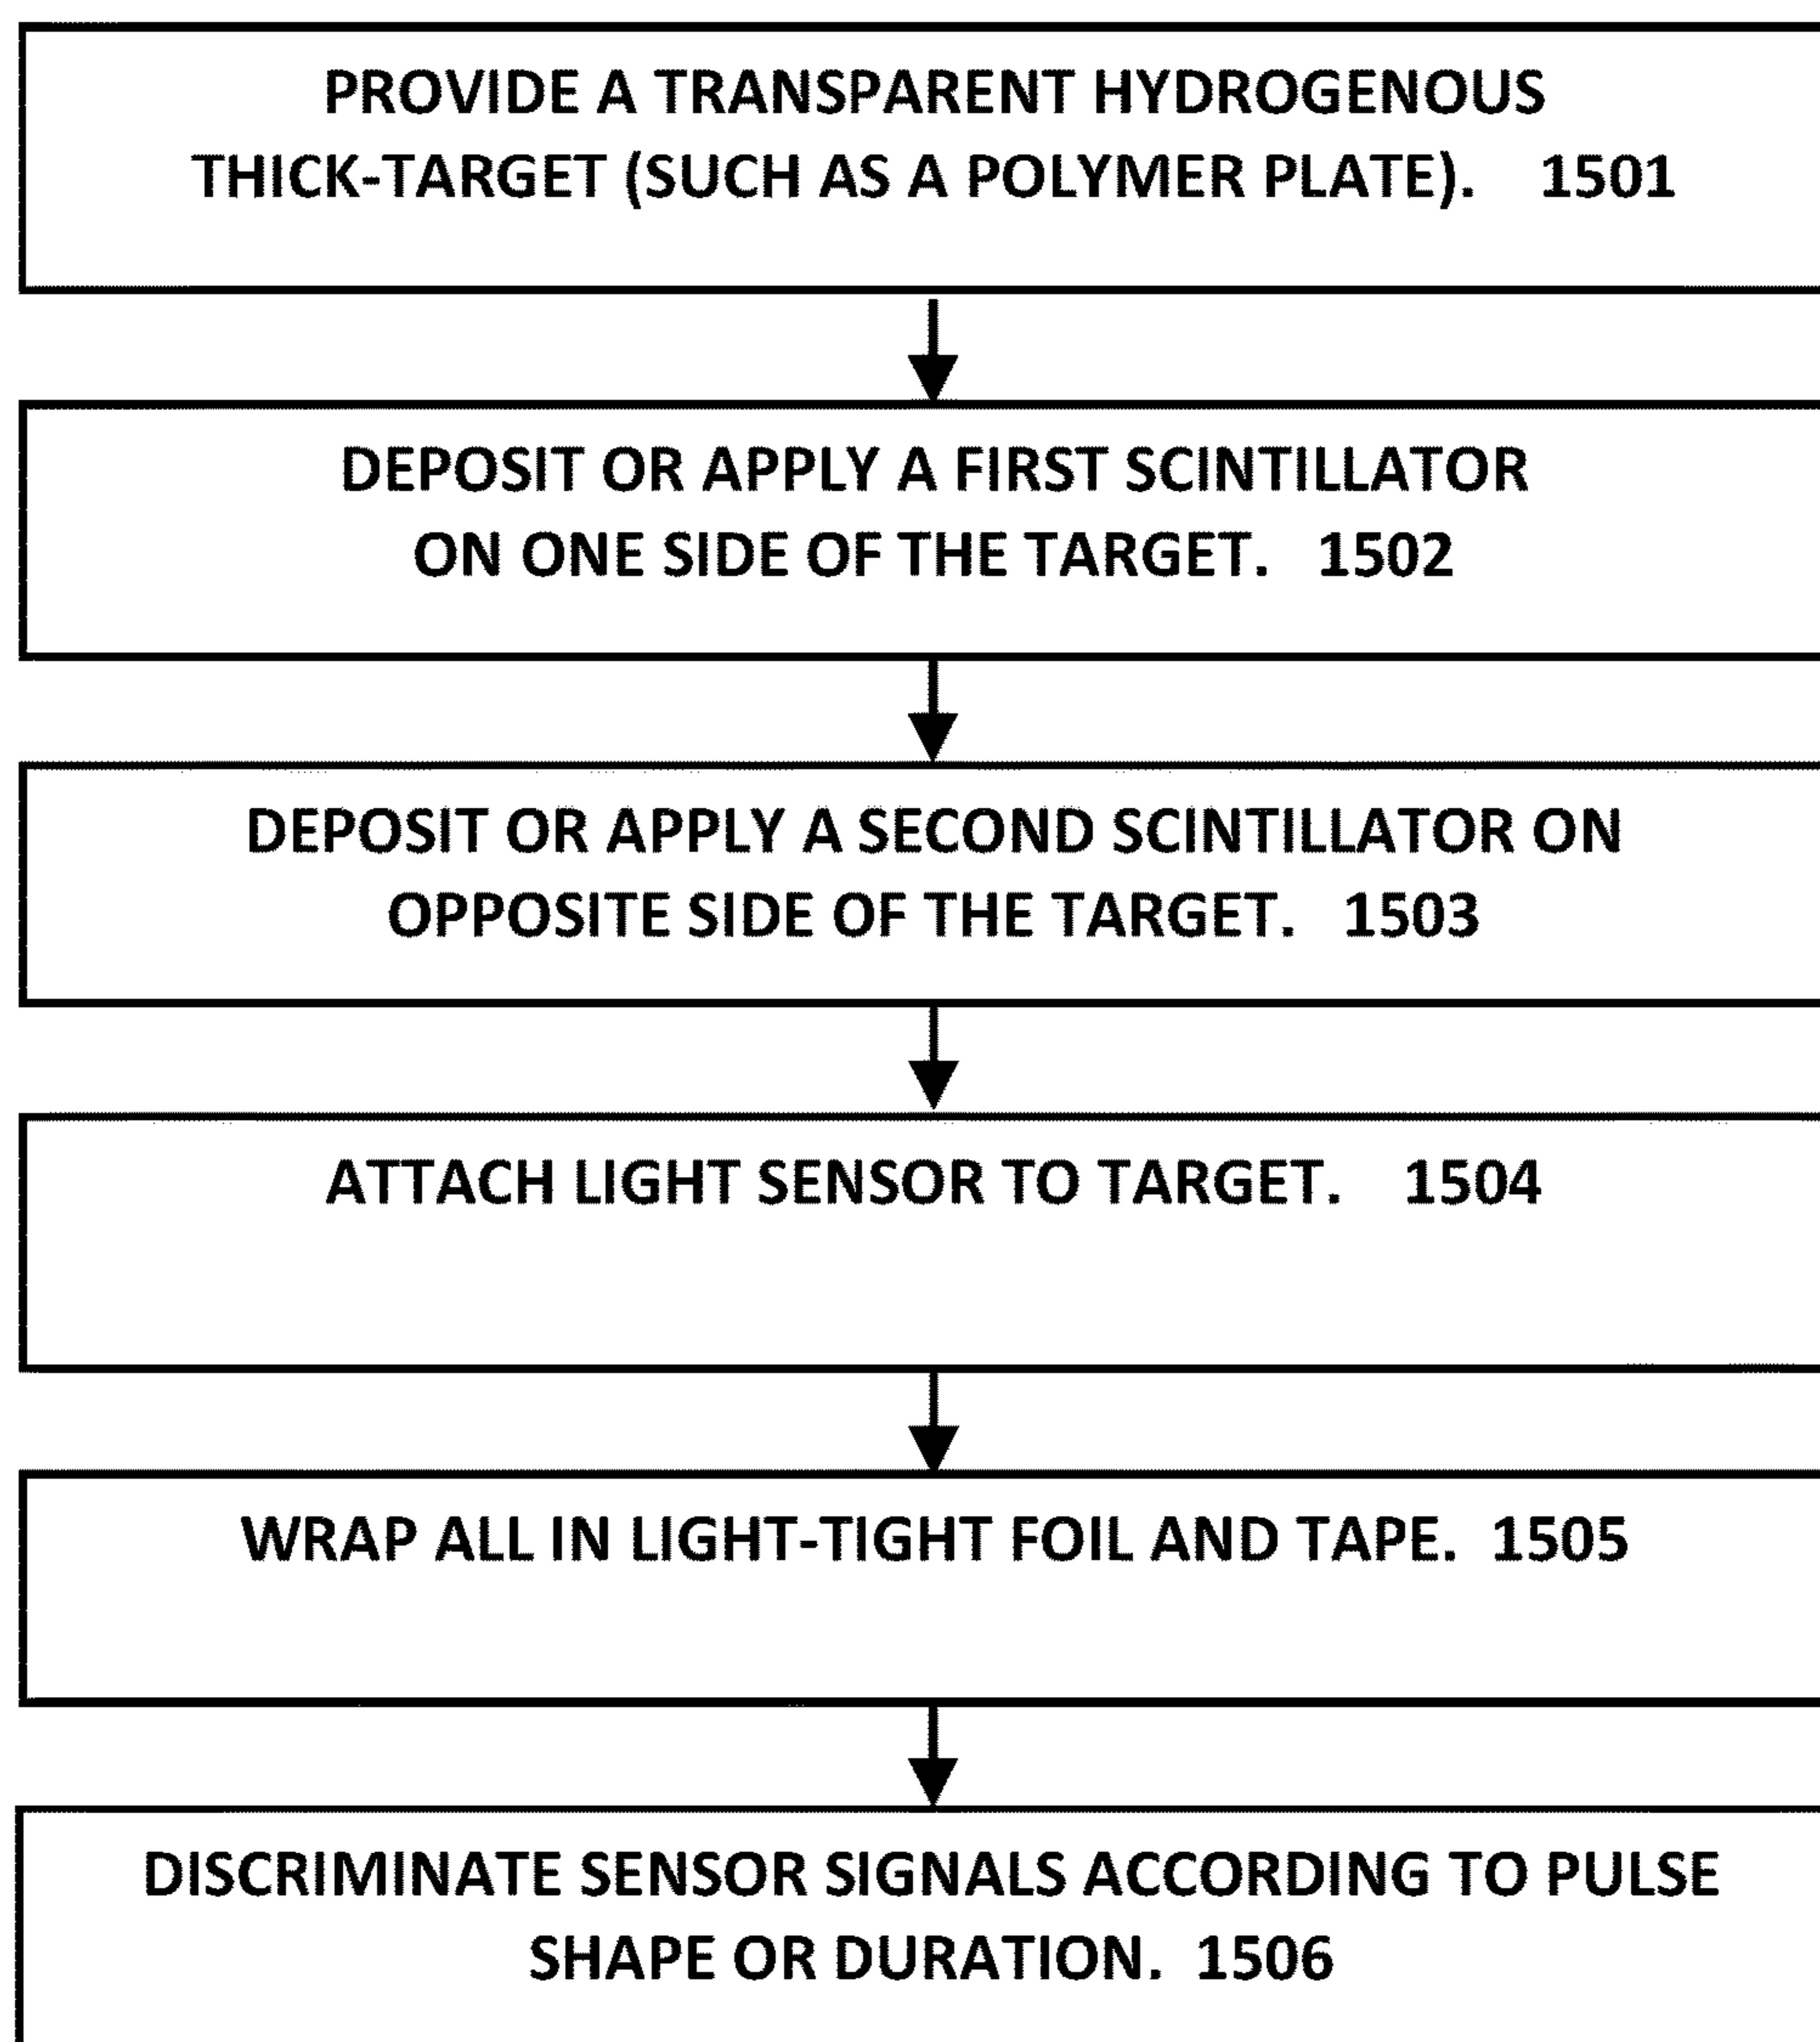 PROVIDE A TRANSPARENT HYDROGENOUS
THICK-TARGET (SUCH AS A POLYMER PLATE). 1501
DEPOSIT OR APPLY A FIRST SCINTILLATOR
ON ONE SIDE OF THE TARGET. 1502
DEPOSIT OR APPLY A SECOND SCINTILLATOR ON
OPPOSITE SIDE OF THE TARGET. 1503
ATTACH LIGHT SENSOR TO TARGET. 1504
WRAP ALL IN LIGHT-TIGHT FOIL AND TAPE. 1505
DISCRIMINATE SENSOR SIGNALS ACCORDING TO PULSE
SHAPE OR DURATION. 1506